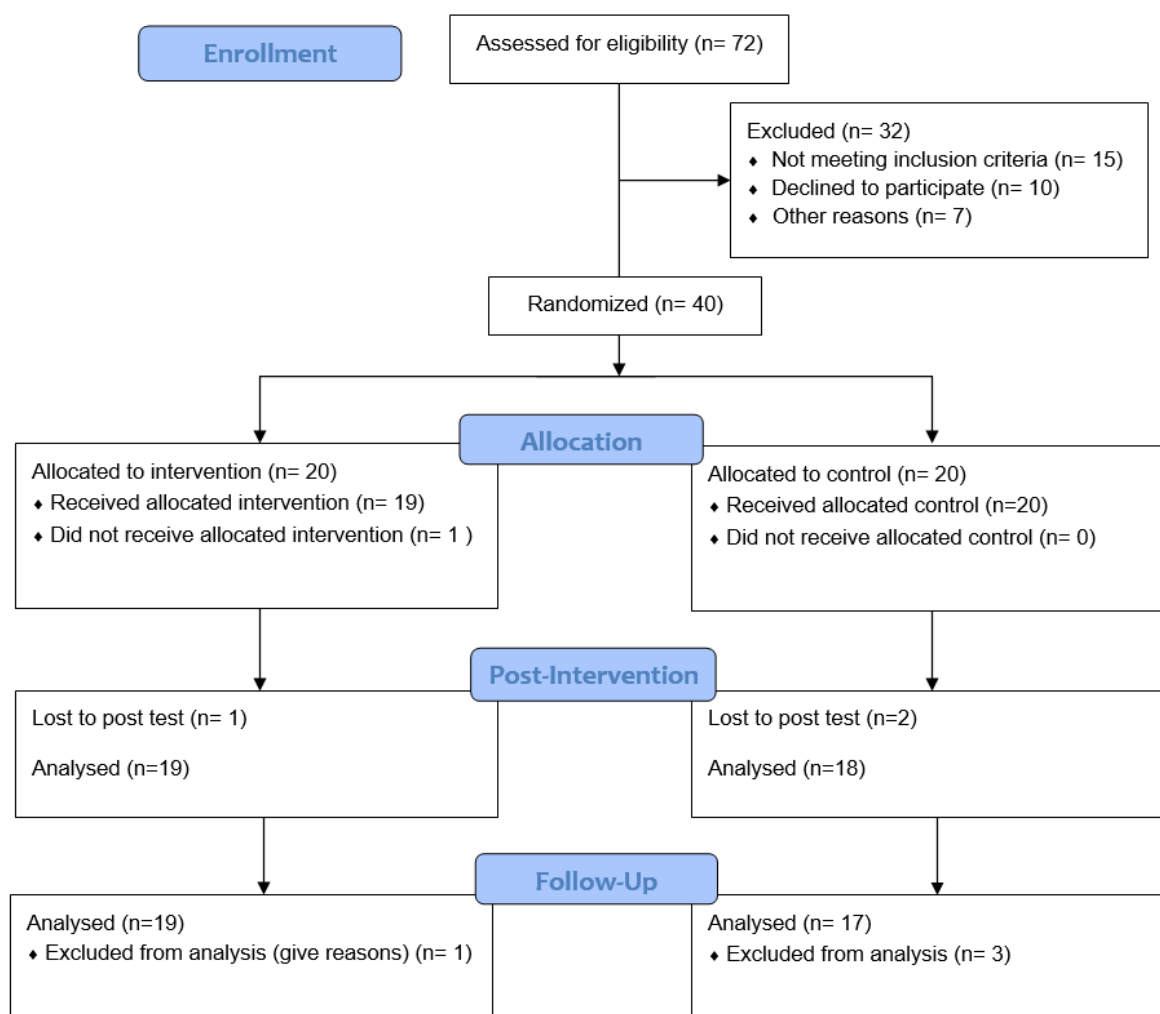 Enrollment
Assessed for eligibility (n= 72)
Excluded (n= 32)
♦ Not meeting inclusion criteria (n= 15)
♦ Declined to participate (n= 10)
♦ Other reasons (n= 7)
Randomized (n= 40)
Allocation
Allocated to intervention (n= 20)
♦ Received allocated intervention (n= 19)
♦ Did not receive allocated intervention (n= 1 )
Allocated to control (n= 20)
♦ Received allocated control (n=20)
♦ Did not receive allocated control (n= 0)
Post-Intervention
Lost to post test (n= 1)
Analysed (n=19)
Lost to post test (n=2)
Analysed (n=18)
Follow-Up
Analysed (n=19)
♦ Excluded from analysis (give reasons) (n= 1)
Analysed (n= 17)
♦ Excluded from analysis (n= 3)